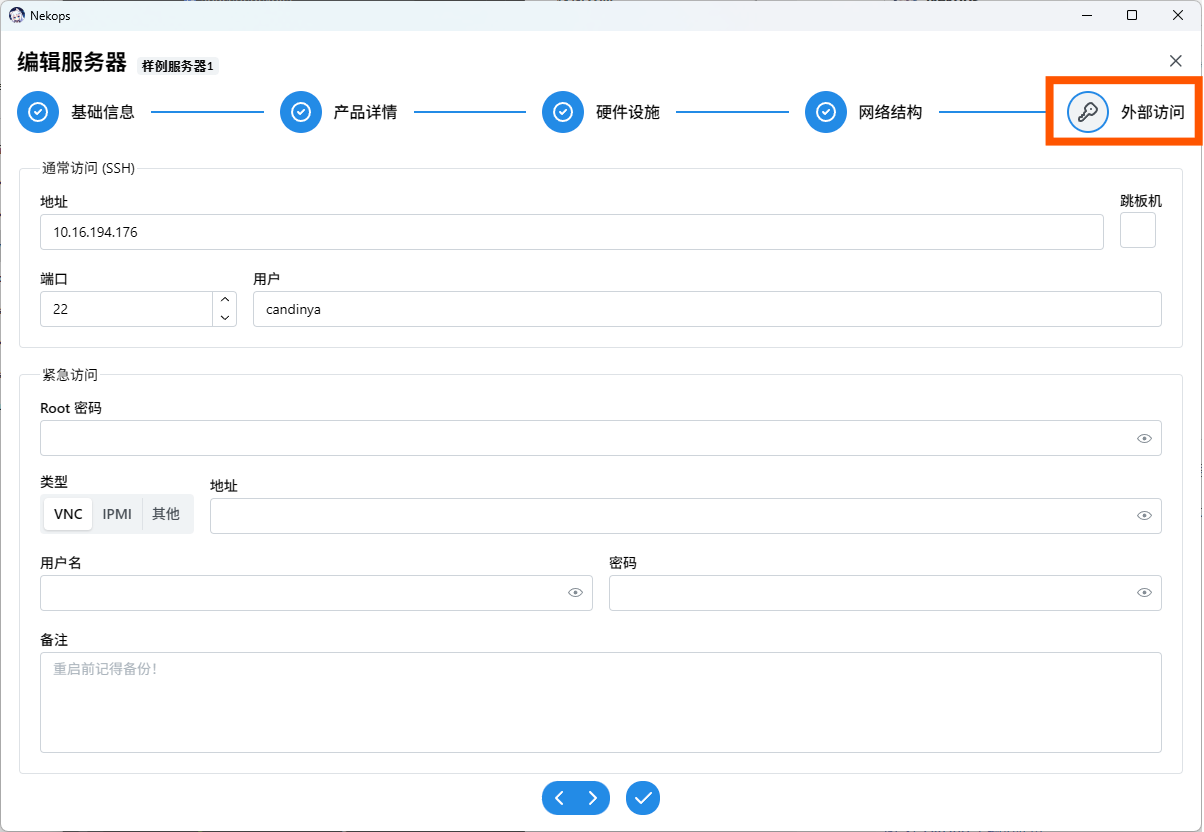 Nekops
编辑服务器 样例服务器1
基础信息 产品详情 硬件设施 网络结构 外部访问
通常访问 (SSH)
地址 跳板机
10.16.194.176
端口 用户
22 candinya
紧急访问
Root 密码
类型 地址
VNC IPMI 其他
用户名 密码
备注
重启前记得备份!